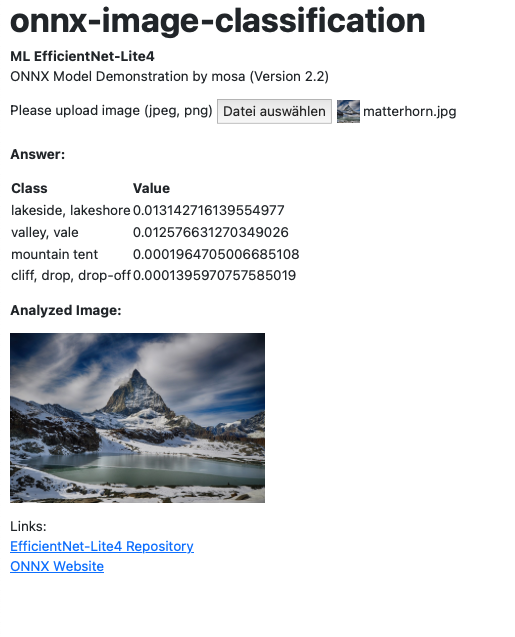 onnx-image-classification
ML EfficientNet-Lite4
ONNX Model Demonstration by mosa (Version 2.2)
Please upload image (jpeg, png) Datei auswählen matterhorn.jpg
Answer:
Class Value
lakeside, lakeshore 0.013142716139554977
valley, vale 0.012576631270349026
mountain tent 0.0001964705006685108
cliff, drop, drop-off 0.0001395970757585019
Analyzed Image:
Links:
EfficientNet-Lite4 Repository
ONNX Website